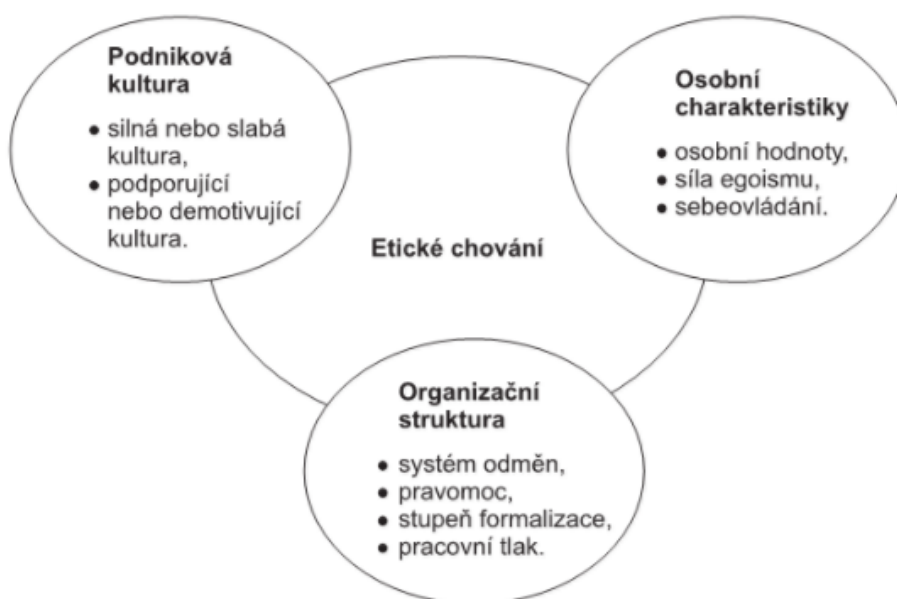 Podniková
kultura
• silná nebo slabá
kultura,
• podporující
nebo demotivující
kultura.
Osobní
charakteristiky
• osobní hodnoty,
• síla egoismu,
• sebeovládání.
Etické chování
Organizační
struktura
• systém odměn,
• pravomoc,
• stupeň formalizace,
• pracovní tlak.